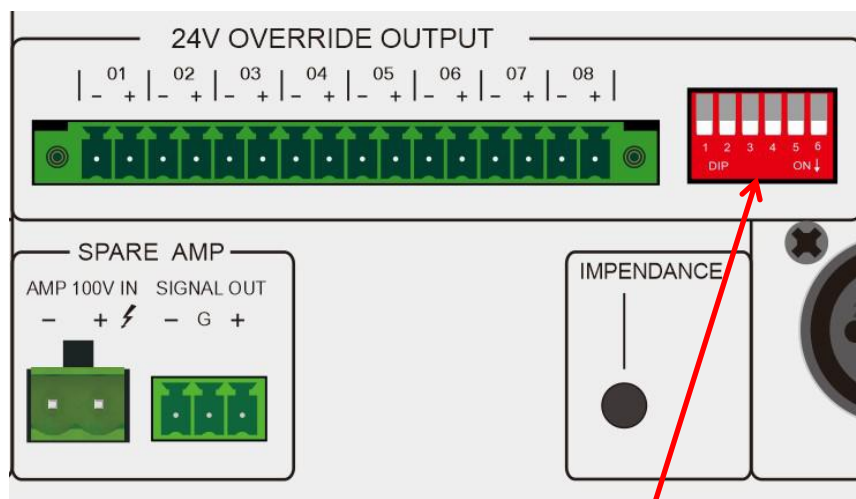 24V OVERRIDE OUTPUT
01 02 03 04 05 06 07 08
- + - + - + - + - + - + - + - +
1 2 3 4 5 6
DIP ON↓
SPARE AMP
AMP 100V IN SIGNAL OUT
- + - G +
IMPENDANCE